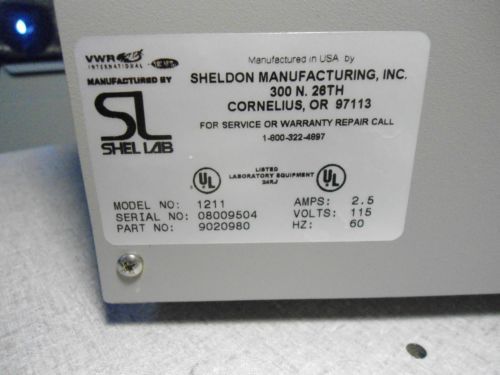 VWR
INTERNATIONAL
MANUFACTURED BY
SL
SHEL LAB
Manufactured in USA by
SHELDON MANUFACTURING, INC.
300 N. 26TH
CORNELIUS, OR 97113
FOR SERVICE OR WARRANTY REPAIR CALL
1-800-322-4897
UL
LISTED
LABORATORY EQUIPMENT
34RJ
UL
MODEL NO: 1211
SERIAL NO: 08009504
PART NO: 9020980
AMPS: 2.5
VOLTS: 115
HZ: 60